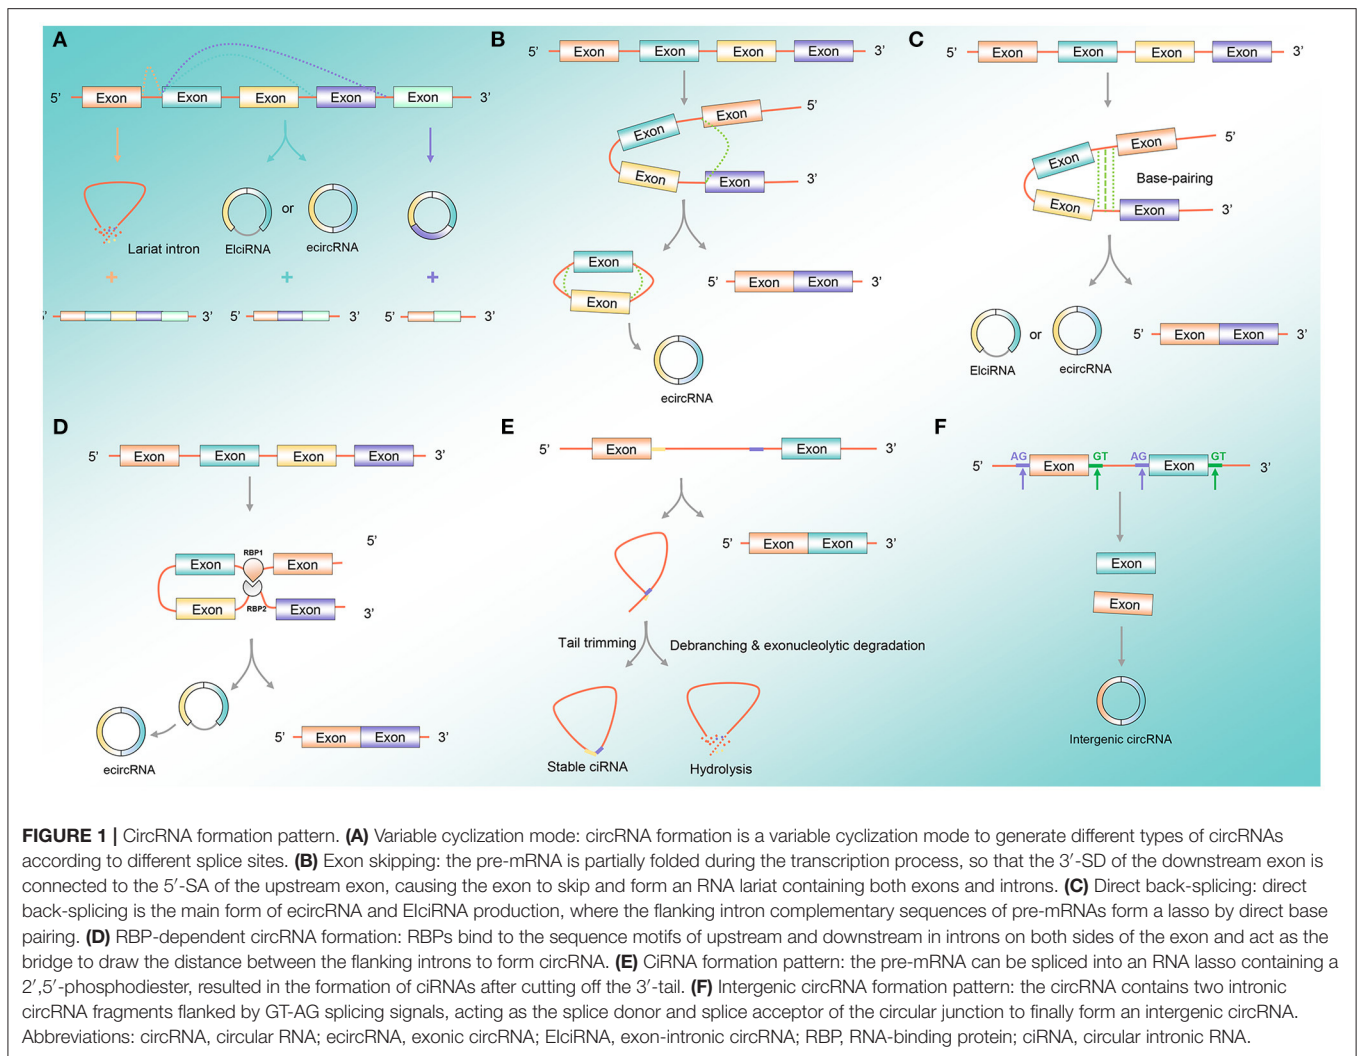 A
5' Exon Exon Exon Exon Exon 3'
Lariat intron
EIciRNA
or
ecircRNA
+ + +
5' 3' 5' 3' 5' 3'
B
5' Exon Exon Exon Exon 3'
Exon Exon 5'
Exon Exon 3'
Exon
Exon
5' Exon Exon 3'
ecircRNA
C
5' Exon Exon Exon Exon 3'
Exon Exon 5'
Base-pairing
Exon Exon 3'
EIciRNA
or
ecircRNA
5' Exon Exon 3'
D
5' Exon Exon Exon Exon 3'
5'
Exon RBP1 Exon
Exon RBP2 Exon 3'
ecircRNA
5' Exon Exon 3'
E
5' Exon Exon 3'
5' Exon Exon 3'
Tail trimming
Debranching & exonucleolytic degradation
Stable ciRNA
Hydrolysis
F
5' AG Exon GT AG Exon GT 3'
Exon
Exon
Intergenic circRNA
FIGURE 1 | CircRNA formation pattern. (A) Variable cyclization mode: circRNA formation is a variable cyclization mode to generate different types of circRNAs
according to different splice sites. (B) Exon skipping: the pre-mRNA is partially folded during the transcription process, so that the 3′-SD of the downstream exon is
connected to the 5′-SA of the upstream exon, causing the exon to skip and form an RNA lariat containing both exons and introns. (C) Direct back-splicing: direct
back-splicing is the main form of ecircRNA and EIciRNA production, where the flanking intron complementary sequences of pre-mRNAs form a lasso by direct base
pairing. (D) RBP-dependent circRNA formation: RBPs bind to the sequence motifs of upstream and downstream in introns on both sides of the exon and act as the
bridge to draw the distance between the flanking introns to form circRNA. (E) CiRNA formation pattern: the pre-mRNA can be spliced into an RNA lasso containing a
2′,5′-phosphodiester, resulted in the formation of ciRNAs after cutting off the 3′-tail. (F) Intergenic circRNA formation pattern: the circRNA contains two intronic
circRNA fragments flanked by GT-AG splicing signals, acting as the splice donor and splice acceptor of the circular junction to finally form an intergenic circRNA.
Abbreviations: circRNA, circular RNA; ecircRNA, exonic circRNA; EIciRNA, exon-intronic circRNA; RBP, RNA-binding protein; ciRNA, circular intronic RNA.